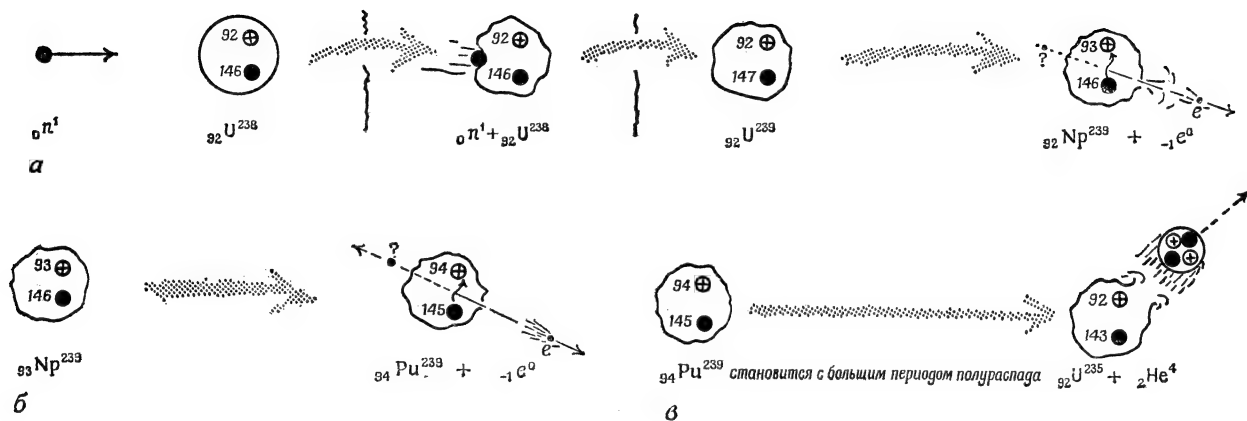 92 ⊕ 92 ⊕ 92 ⊕ 93 ⊕
146 146 147 146
?
e⁻
₀n¹ ₉₂U²³⁸ ₀n¹+₉₂U²³⁸ ₉₂U²³⁹ ₉₂Np²³⁹ + ₋₁e⁰
а
93 ⊕ ? 94 ⊕ 94 ⊕ 92 ⊕
146 145 145 143
e⁻
₉₃Np²³⁹ ₉₄Pu²³⁹ + ₋₁e⁰ ₉₄Pu²³⁹ становится с большим периодом полураспада ₉₂U²³⁵ + ₂He⁴
б в